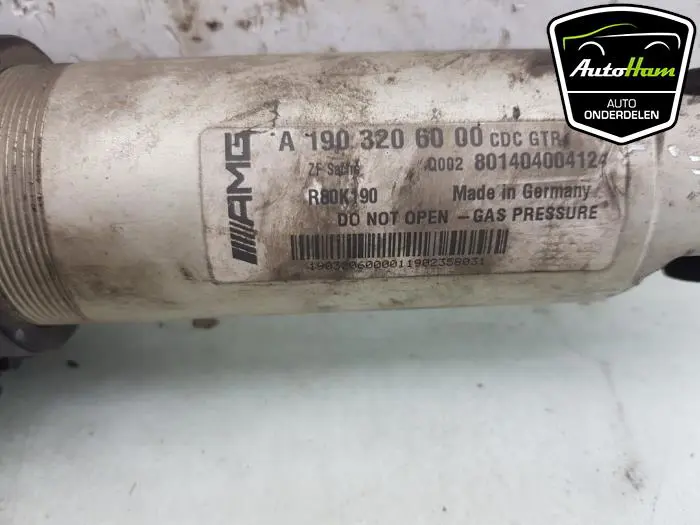 AutoHam
AUTO
ONDERDELEN
AMG
A 190 320 60 00 CDC GTR
ZF Sachs Q002 801404004124
R80K190 Made in Germany
DO NOT OPEN - GAS PRESSURE
1903206000011902358031